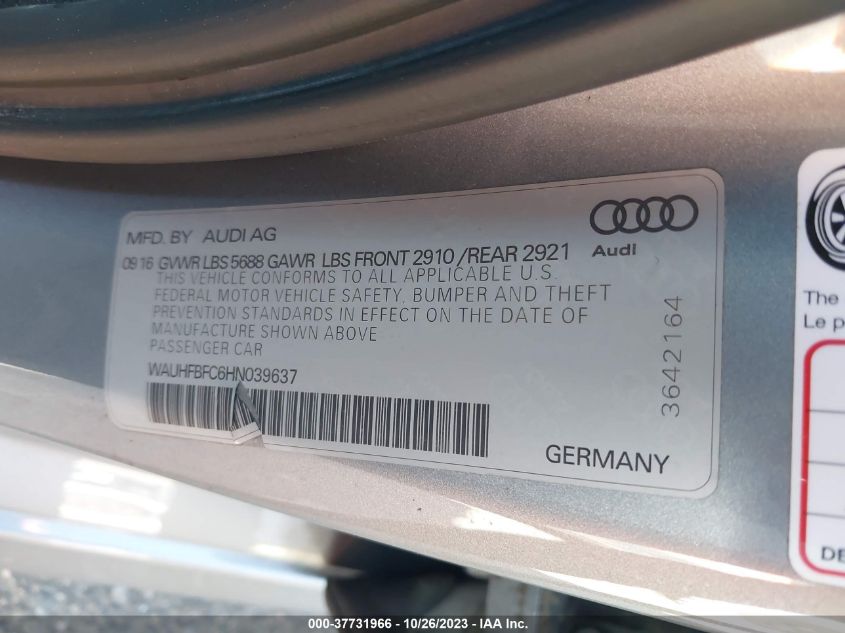 MFD. BY AUDI AG
Audi
09 16 GVWR LBS 5688 GAWR LBS FRONT 2910 /REAR 2921
THIS VEHICLE CONFORMS TO ALL APPLICABLE U.S.
FEDERAL MOTOR VEHICLE SAFETY, BUMPER AND THEFT
PREVENTION STANDARDS IN EFFECT ON THE DATE OF
MANUFACTURE SHOWN ABOVE
PASSENGER CAR
WAUHFBFC6HN039637
3642164
GERMANY
The
Le p
DE
000-37731966 - 10/26/2023 - IAA Inc.